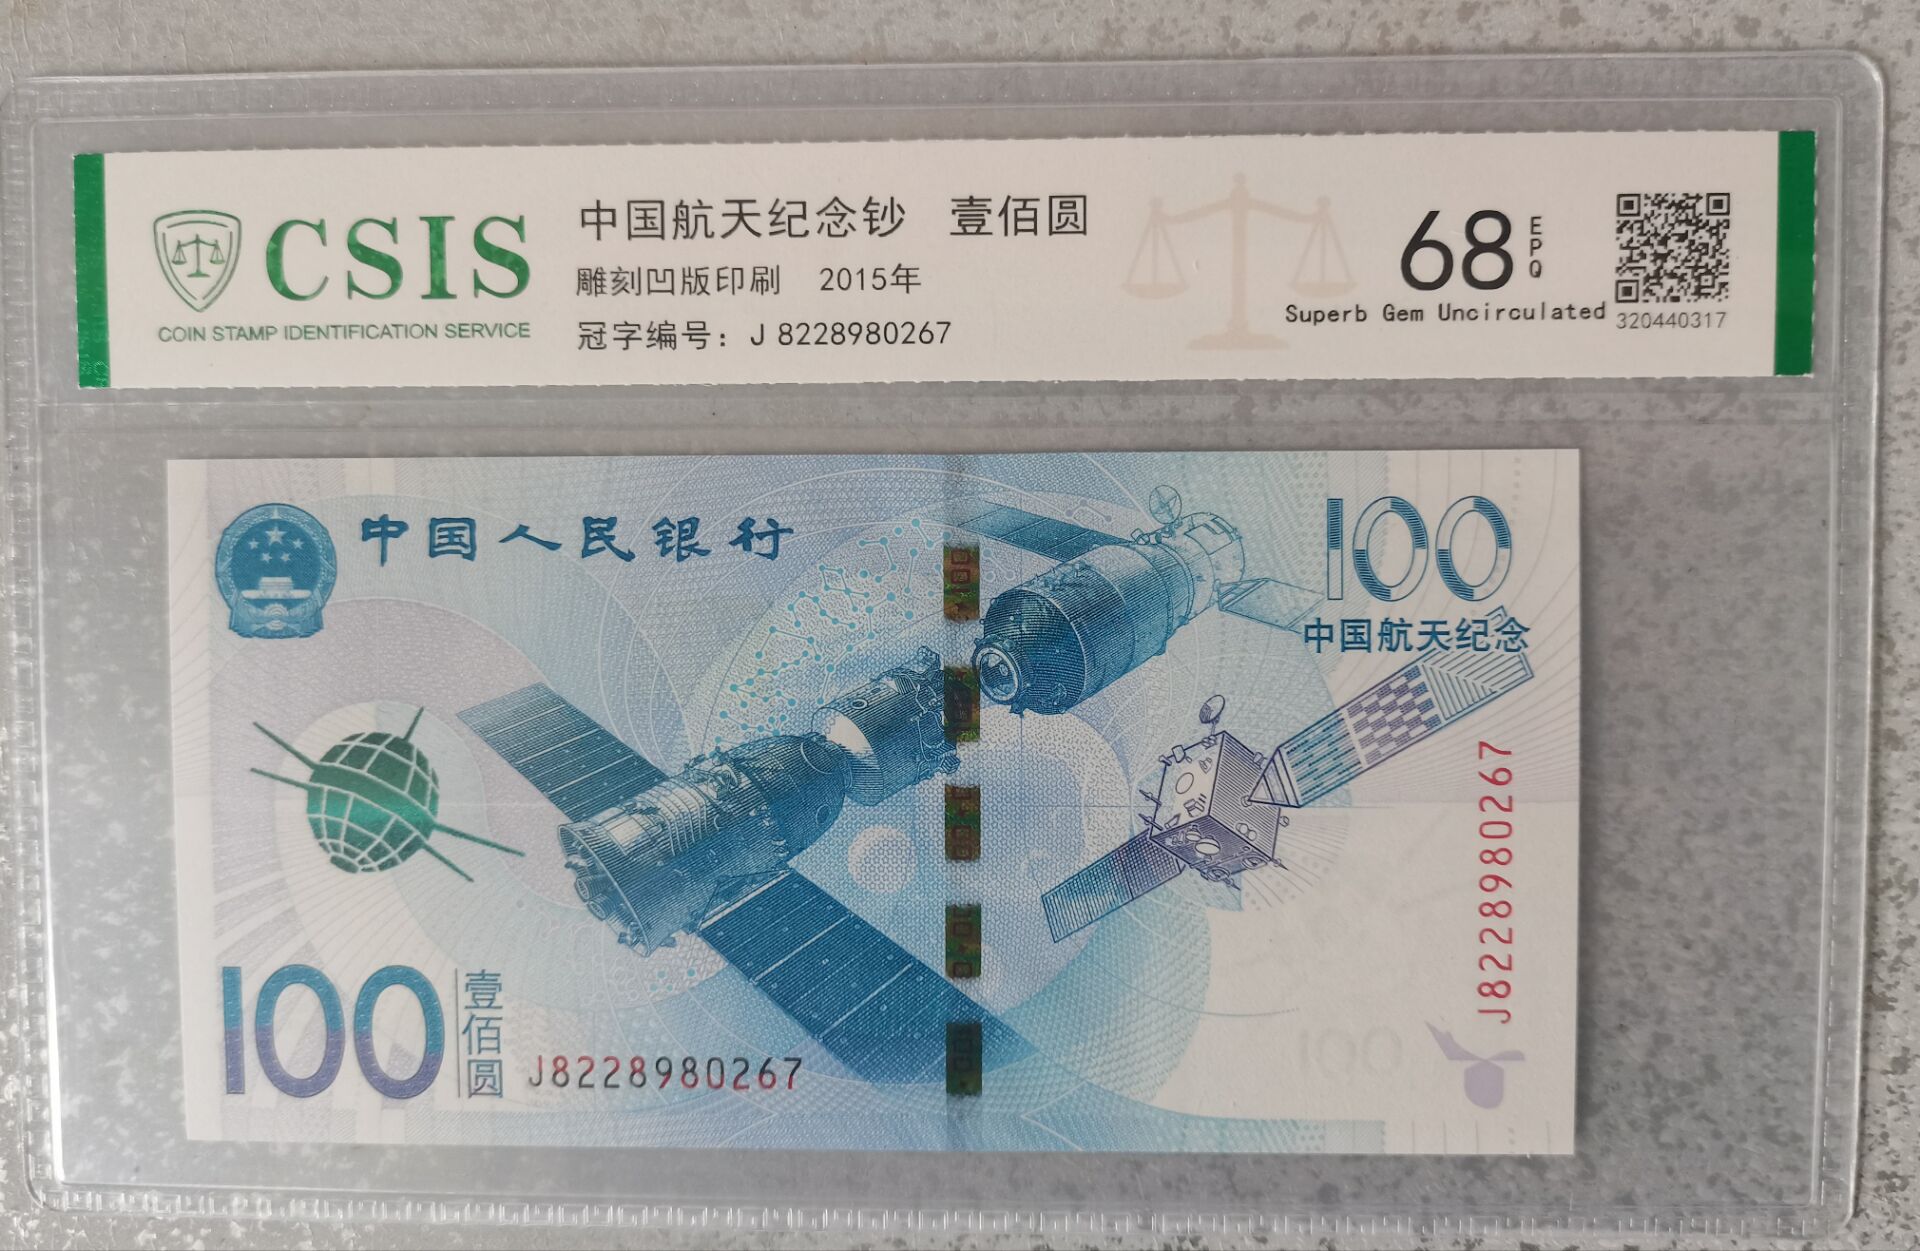 CSIS
COIN STAMP IDENTIFICATION SERVICE
中国航天纪念钞 壹佰圆
雕刻凹版印刷 2015年
冠字编号：J 8228980267
68 EPQ
Superb Gem Uncirculated
320440317
中国人民银行
100
中国航天纪念
J8228980267
100
壹佰圆
J8228980267
100